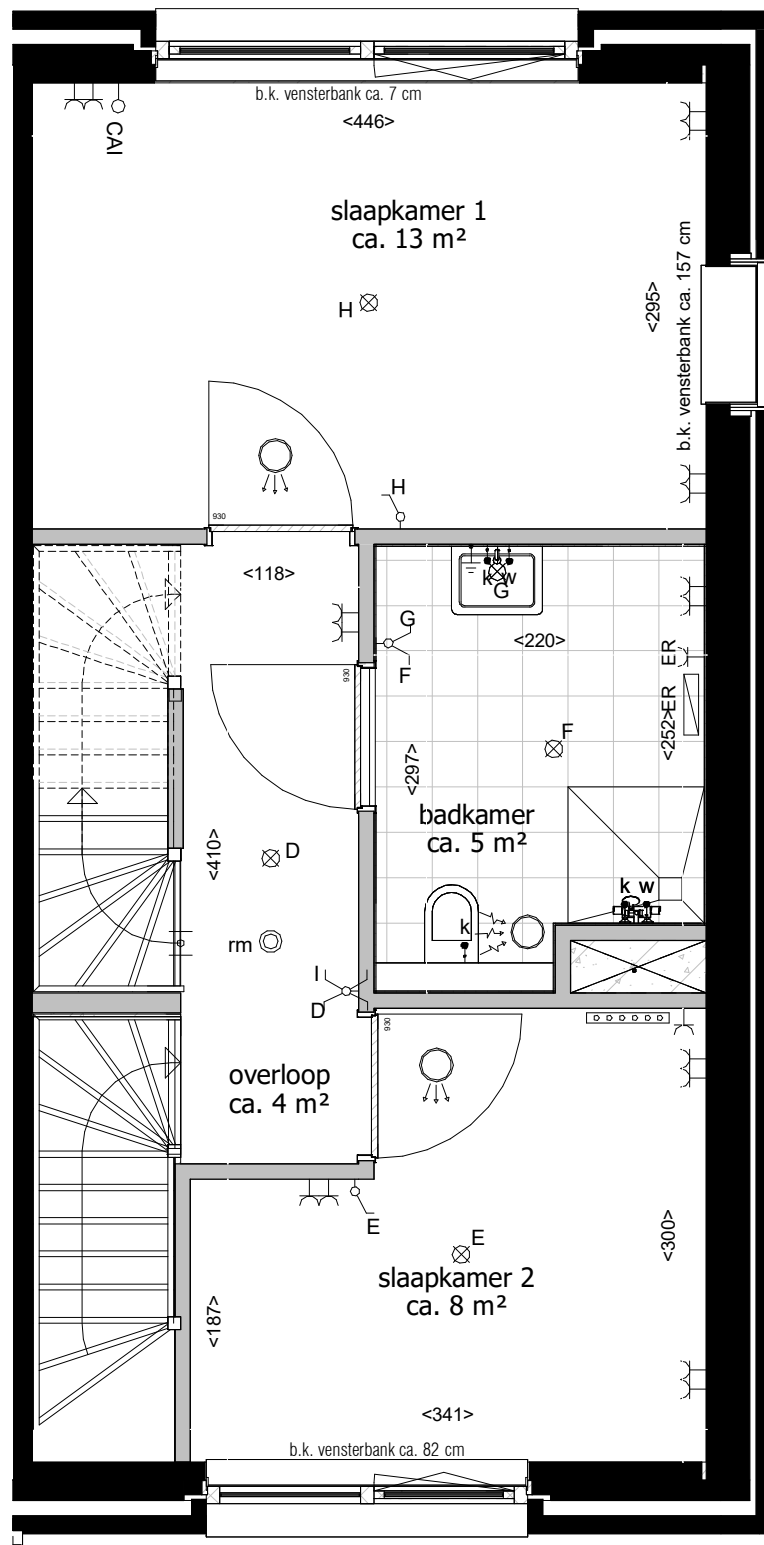 b.k. vensterbank ca. 7 cm
<446>
CAI
slaapkamer 1
ca. 13 m²
b.k. vensterbank ca. 157 cm
<295>
H
H
930
<118>
k w
G
<220>
G
F
930
ER
ER
<252>
F
<297>
badkamer
ca. 5 m²
<410>
D
k w
k
rm
I
D
930
overloop
ca. 4 m²
E
E
<300>
slaapkamer 2
ca. 8 m²
<187>
<341>
b.k. vensterbank ca. 82 cm